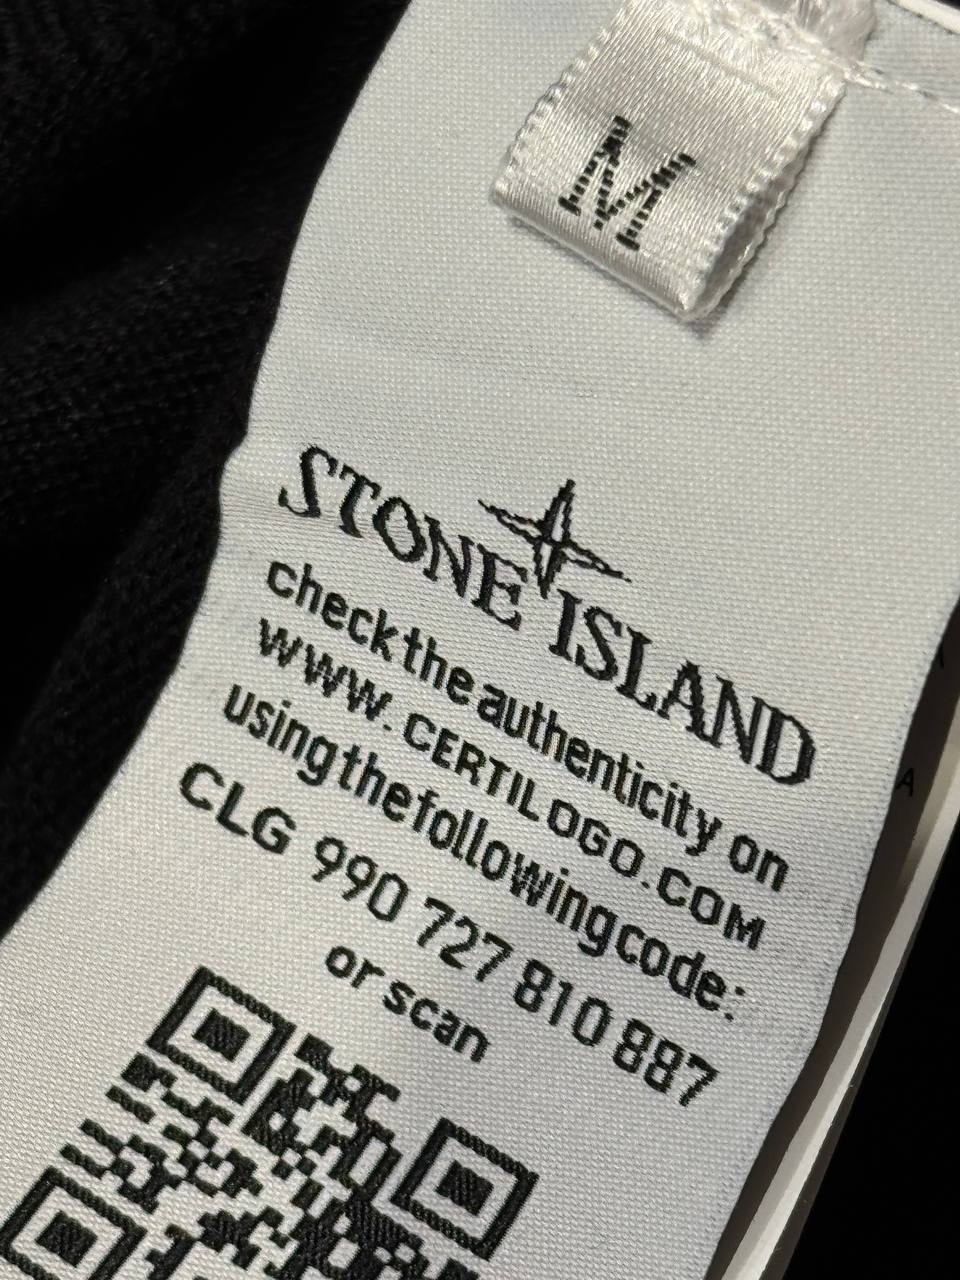 M
STONE ISLAND
check the authenticity on
WWW.CERTILOGO.COM
using the following code:
CLG 990 727 810 887
or scan
A